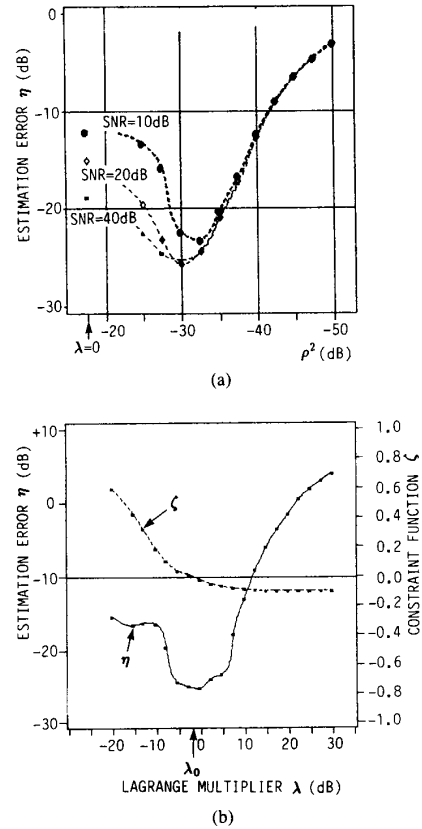 0
-10
-20
-30
ESTIMATION ERROR η (dB)
SNR=10dB
SNR=20dB
SNR=40dB
-20 -30 -40 -50
λ=0
ρ² (dB)
(a)
+10
0
-10
-20
-30
ESTIMATION ERROR η (dB)
ζ
η
1.0
0.8
0.6
0.4
0.2
0.0
-0.2
-0.4
-0.6
-0.8
-1.0
CONSTRAINT FUNCTION ζ
-20 -10 0 10 20 30
λ₀
LAGRANGE MULTIPLIER λ (dB)
(b)